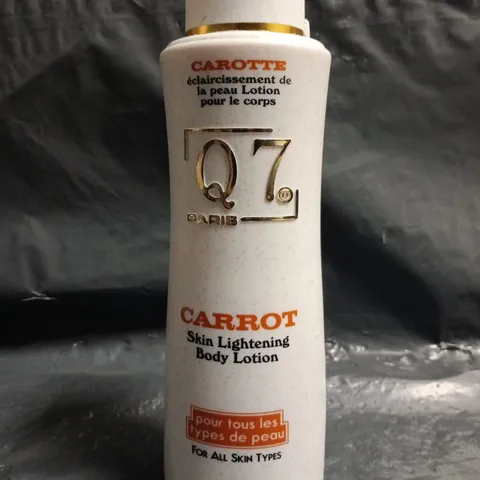 CAROTTE
éclaircissement de
la peau Lotion
pour le corps
Q7
PARIS
CARROT
Skin Lightening
Body Lotion
pour tous les
types de peau
FOR ALL SKIN TYPES